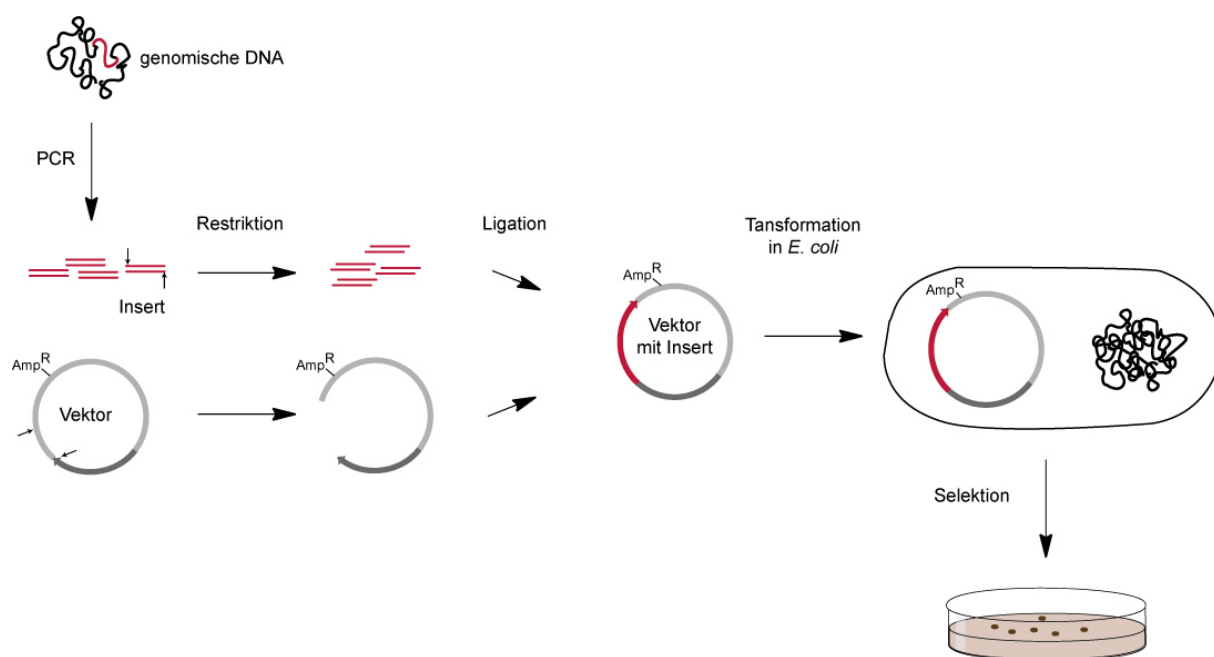 genomische DNA
PCR
Restriktion
Ligation
Tansformation
in E. coli
Insert
AmpR
Vektor
AmpR
AmpR
Vektor
mit Insert
AmpR
Selektion